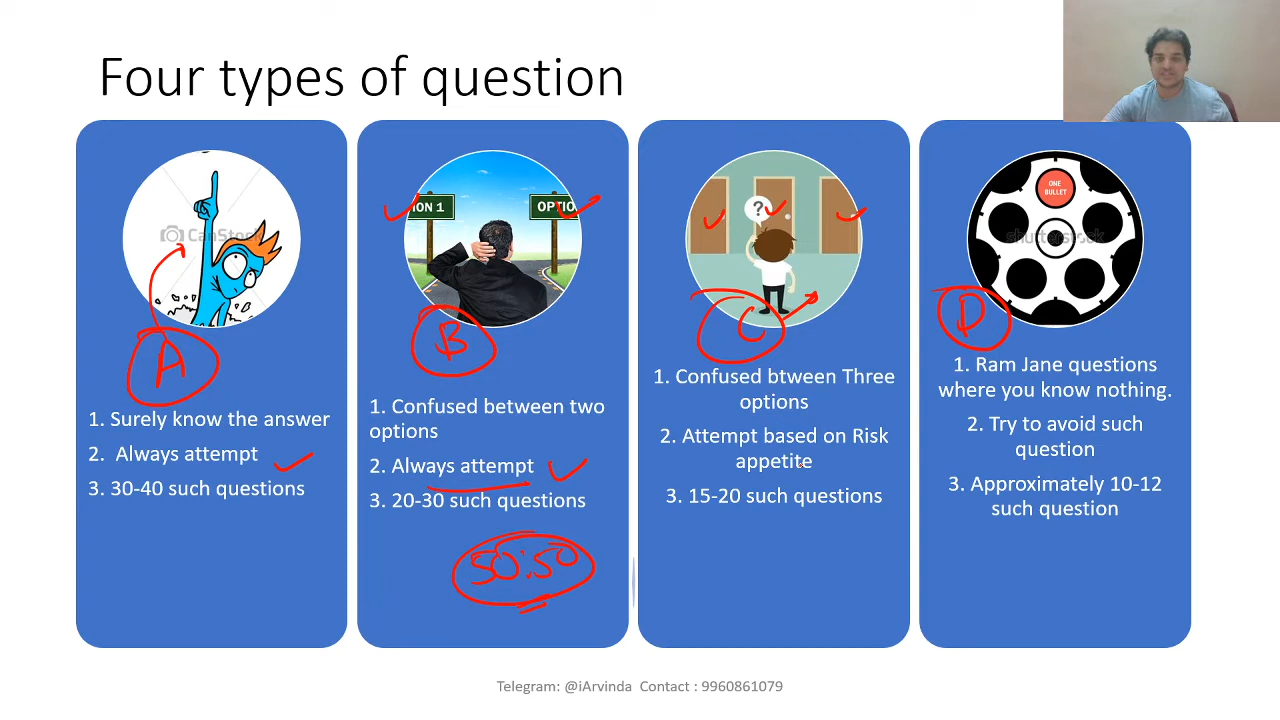 Four types of question
CanStock
A
1. Surely know the answer
2. Always attempt
3. 30-40 such questions
ION 1
OPTIO
B
1. Confused between two
options
2. Always attempt
3. 20-30 such questions
50:50
?
C
1. Confused btween Three
options
2. Attempt based on Risk
appetite
3. 15-20 such questions
ONE
BULLET
shutterstock
D
1. Ram Jane questions
where you know nothing.
2. Try to avoid such
question
3. Approximately 10-12
such question
Telegram: @iArvinda Contact : 9960861079